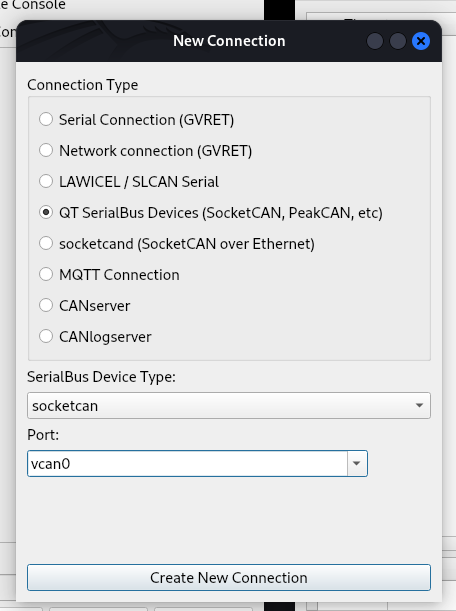 e Console
New Connection
Connection Type
Serial Connection (GVRET)
Network connection (GVRET)
LAWICEL / SLCAN Serial
QT SerialBus Devices (SocketCAN, PeakCAN, etc)
socketcand (SocketCAN over Ethernet)
MQTT Connection
CANserver
CANlogserver
SerialBus Device Type:
socketcan
Port:
vcan0
Create New Connection